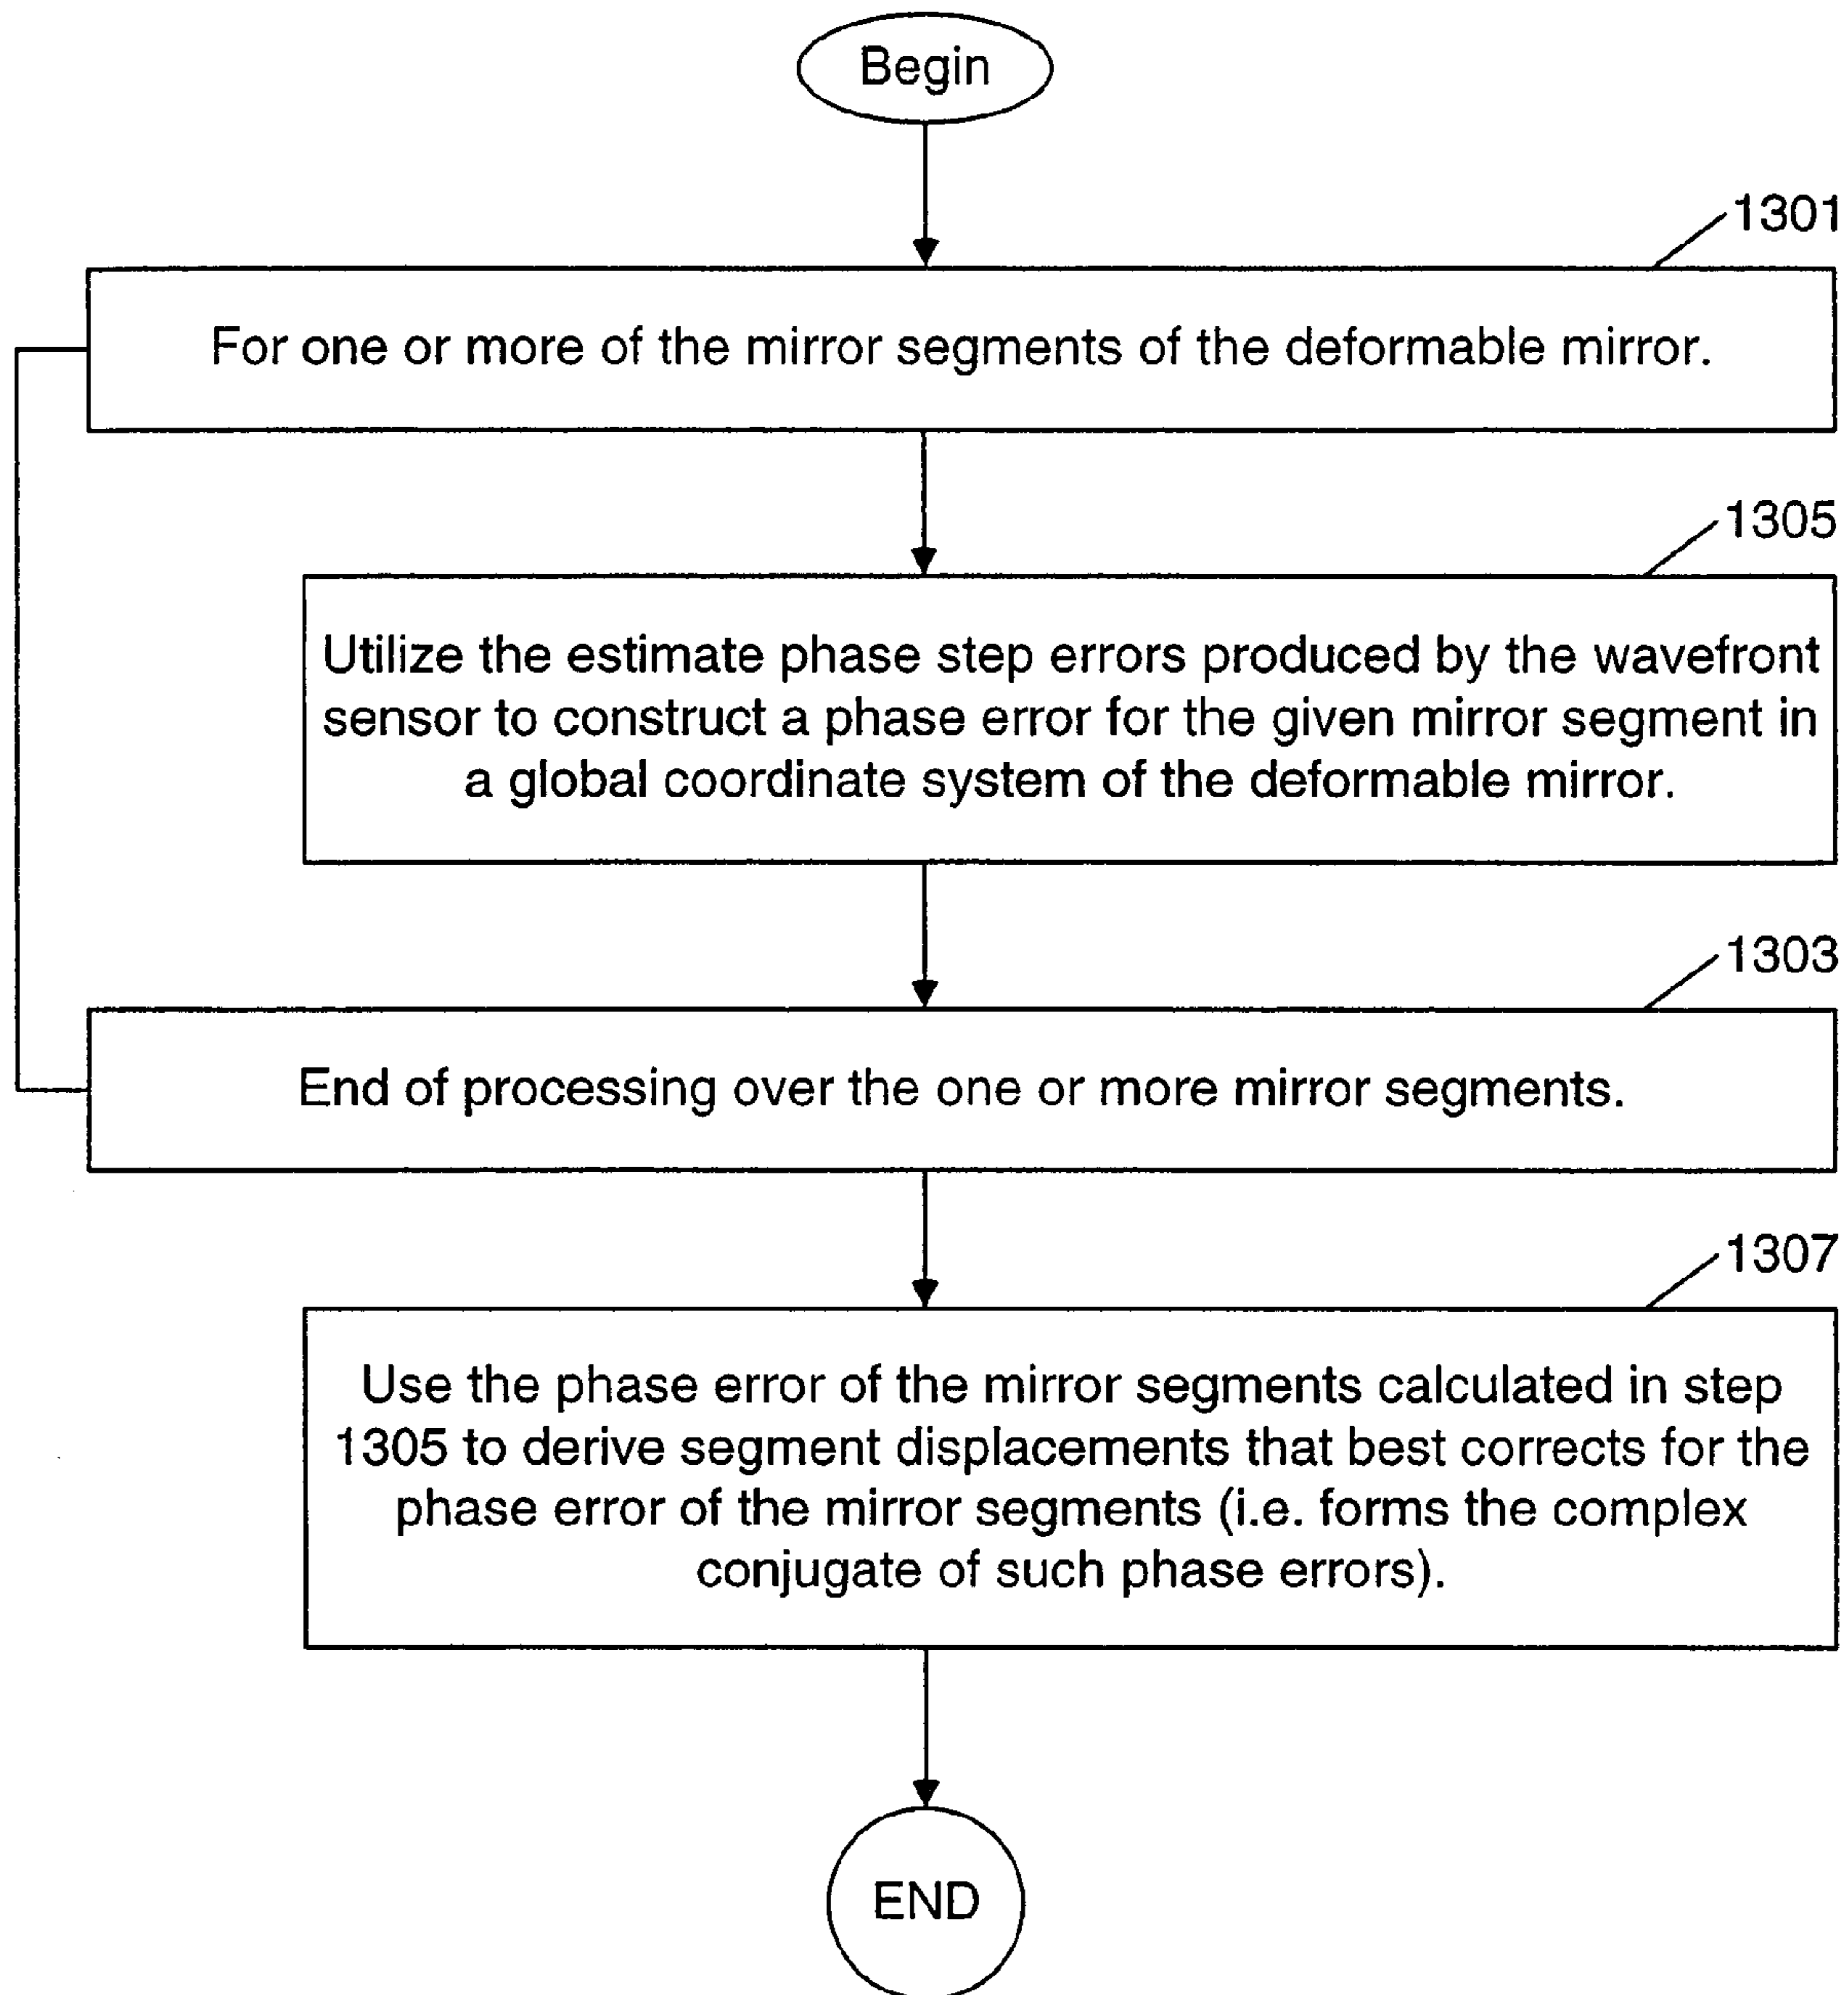 Begin
1301
For one or more of the mirror segments of the deformable mirror.
1305
Utilize the estimate phase step errors produced by the wavefront
sensor to construct a phase error for the given mirror segment in
a global coordinate system of the deformable mirror.
1303
End of processing over the one or more mirror segments.
1307
Use the phase error of the mirror segments calculated in step
1305 to derive segment displacements that best corrects for the
phase error of the mirror segments (i.e. forms the complex
conjugate of such phase errors).
END